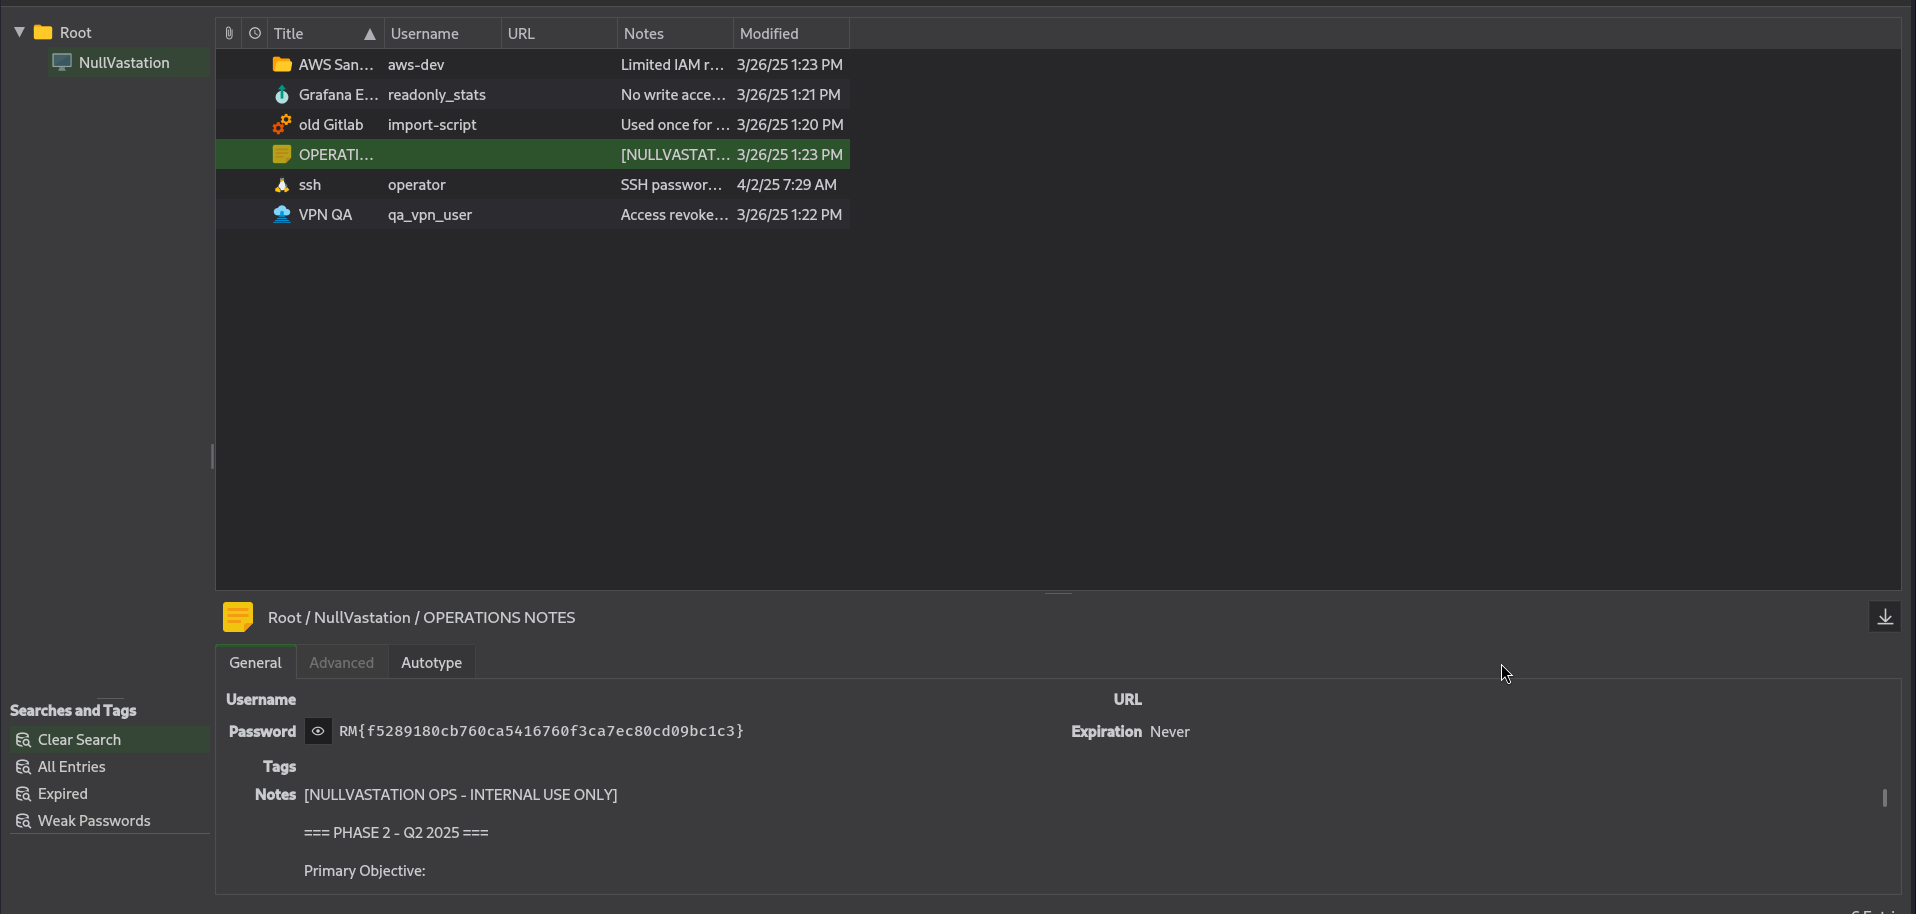 Root
NullVastation
Title Username URL Notes Modified
AWS San... aws-dev Limited IAM r... 3/26/25 1:23 PM
Grafana E... readonly_stats No write acce... 3/26/25 1:21 PM
old Gitlab import-script Used once for ... 3/26/25 1:20 PM
OPERATI... [NULLVASTAT... 3/26/25 1:23 PM
ssh operator SSH passwor... 4/2/25 7:29 AM
VPN QA qa_vpn_user Access revoke... 3/26/25 1:22 PM
Root / NullVastation / OPERATIONS NOTES
General Advanced Autotype
Username URL
Password RM{f5289180cb760ca5416760f3ca7ec80cd09bc1c3} Expiration Never
Tags
Notes [NULLVASTATION OPS - INTERNAL USE ONLY]
=== PHASE 2 - Q2 2025 ===
Primary Objective:
Searches and Tags
Clear Search
All Entries
Expired
Weak Passwords